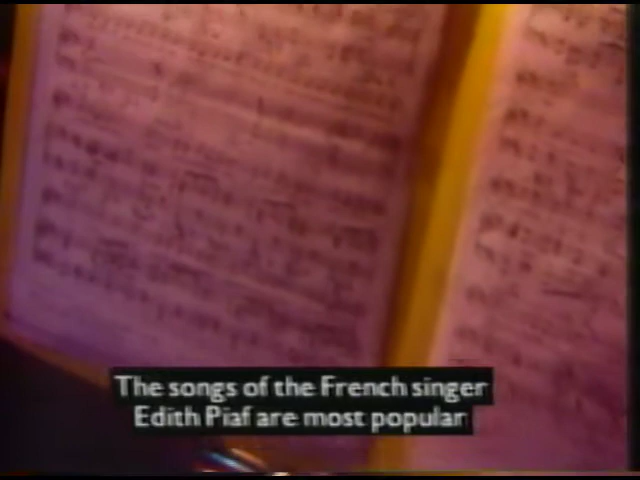 The songs of the French singer
Edith Piaf are most popular